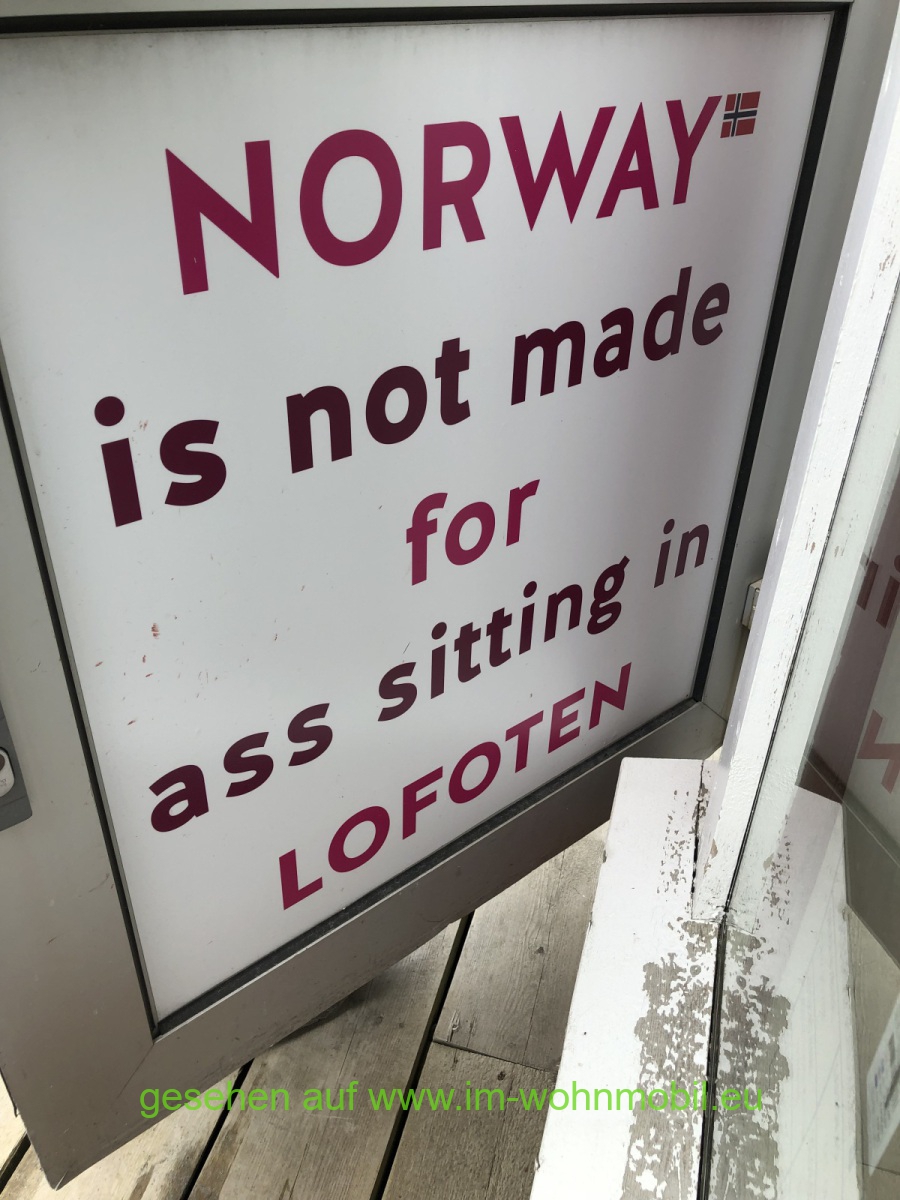 NORWAY
is not made
for
ass sitting in
LOFOTEN
gesehen auf www.im-wohnmobil.eu